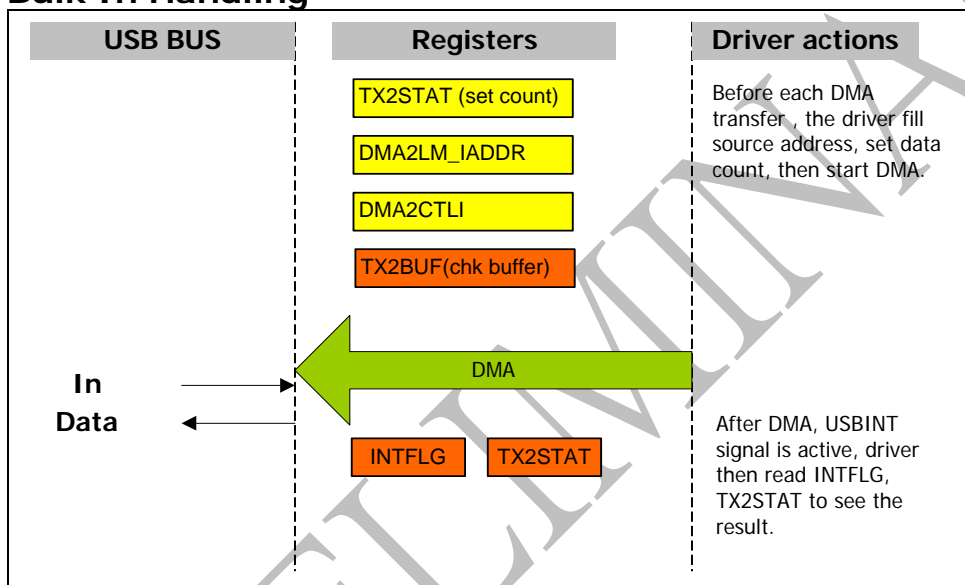 Bulk In Handling
USB BUS
Registers
Driver actions
TX2STAT (set count)
DMA2LM_IADDR
DMA2CTLI
TX2BUF(chk buffer)
Before each DMA
transfer , the driver fill
source address, set data
count, then start DMA.
DMA
In
Data
INTFLG
TX2STAT
After DMA, USBINT
signal is active, driver
then read INTFLG,
TX2STAT to see the
result.